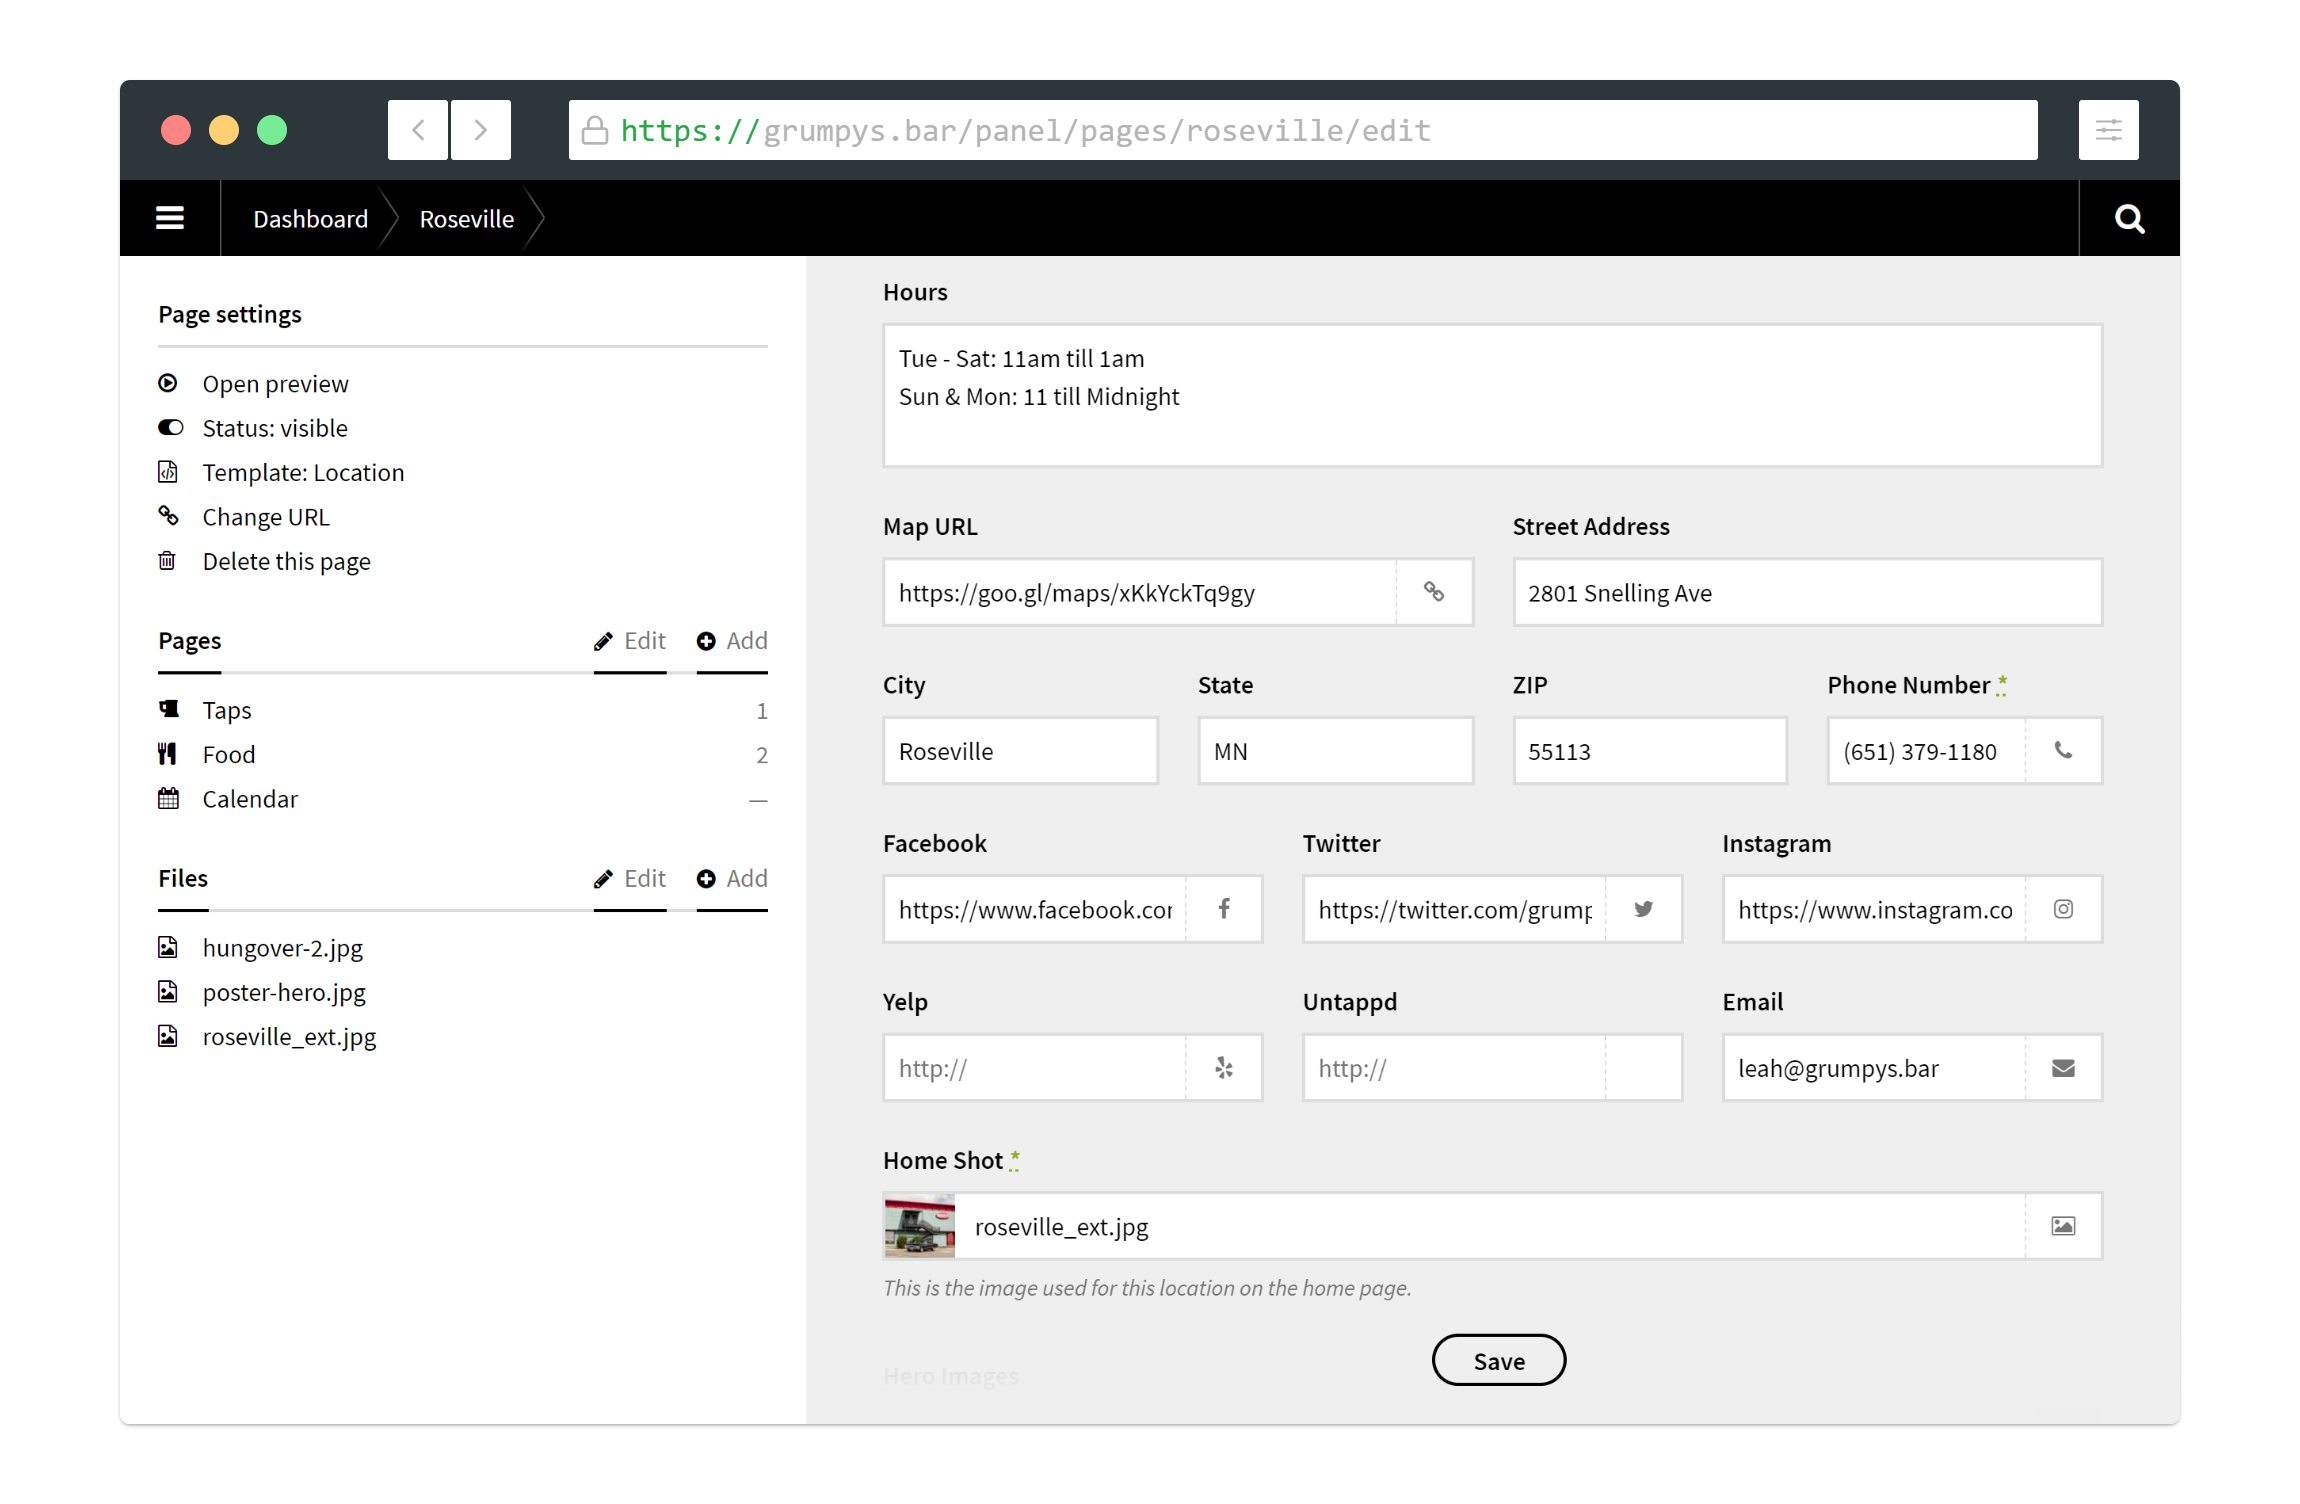 https://grumpys.bar/panel/pages/roseville/edit
Dashboard
Roseville
Page settings
Open preview
Status: visible
Template: Location
Change URL
Delete this page
Pages
Edit
Add
Taps
1
Food
2
Calendar
—
Files
Edit
Add
hungover-2.jpg
poster-hero.jpg
roseville_ext.jpg
Hours
Tue - Sat: 11am till 1am
Sun & Mon: 11 till Midnight
Map URL
Street Address
https://goo.gl/maps/xKkYckTq9gy
2801 Snelling Ave
City
State
ZIP
Phone Number *
Roseville
MN
55113
(651) 379-1180
Facebook
Twitter
Instagram
https://www.facebook.cor
https://twitter.com/grump
https://www.instagram.co
Yelp
Untappd
Email
http://
http://
leah@grumpys.bar
Home Shot *
roseville_ext.jpg
This is the image used for this location on the home page.
Hero Images
Save